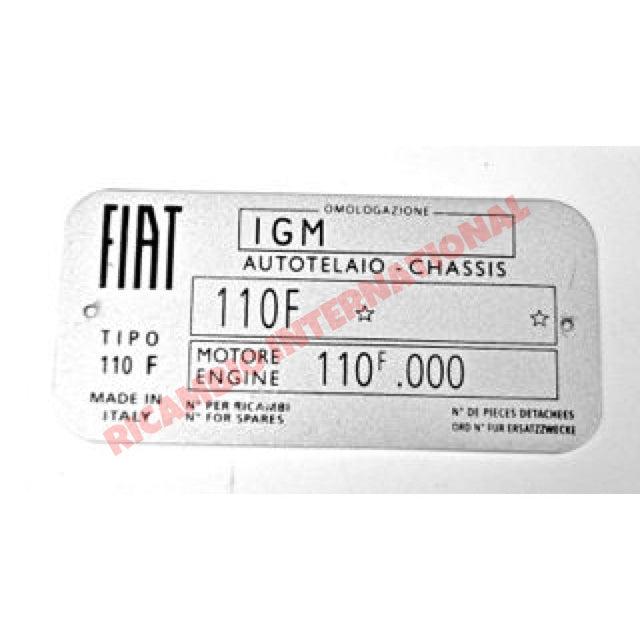 FIAT
OMOLOGAZIONE
IGM
AUTOTELAIO - CHASSIS
110F ☆ ☆
TIPO
110 F
MOTORE
ENGINE
110F.000
MADE IN
ITALY
N° PER RICAMBI
N° FOR SPARES
N° DE PIECES DETACHEES
ORD N° FUR ERSATZZWECKE
RICAMBIO INTERNATIONAL